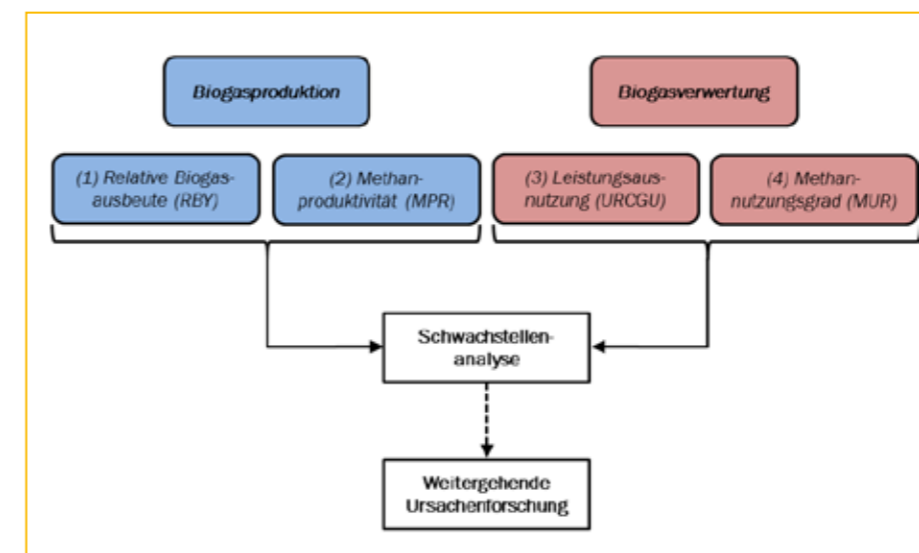 Biogasproduktion
Biogasverwertung
(1) Relative Biogas-
ausbeute (RBY)
(2) Methan-
produktivität (MPR)
(3) Leistungsaus-
nutzung (URCGU)
(4) Methan-
nutzungsgrad (MUR)
Schwachstellen-
analyse
Weitergehende
Ursachenforschung